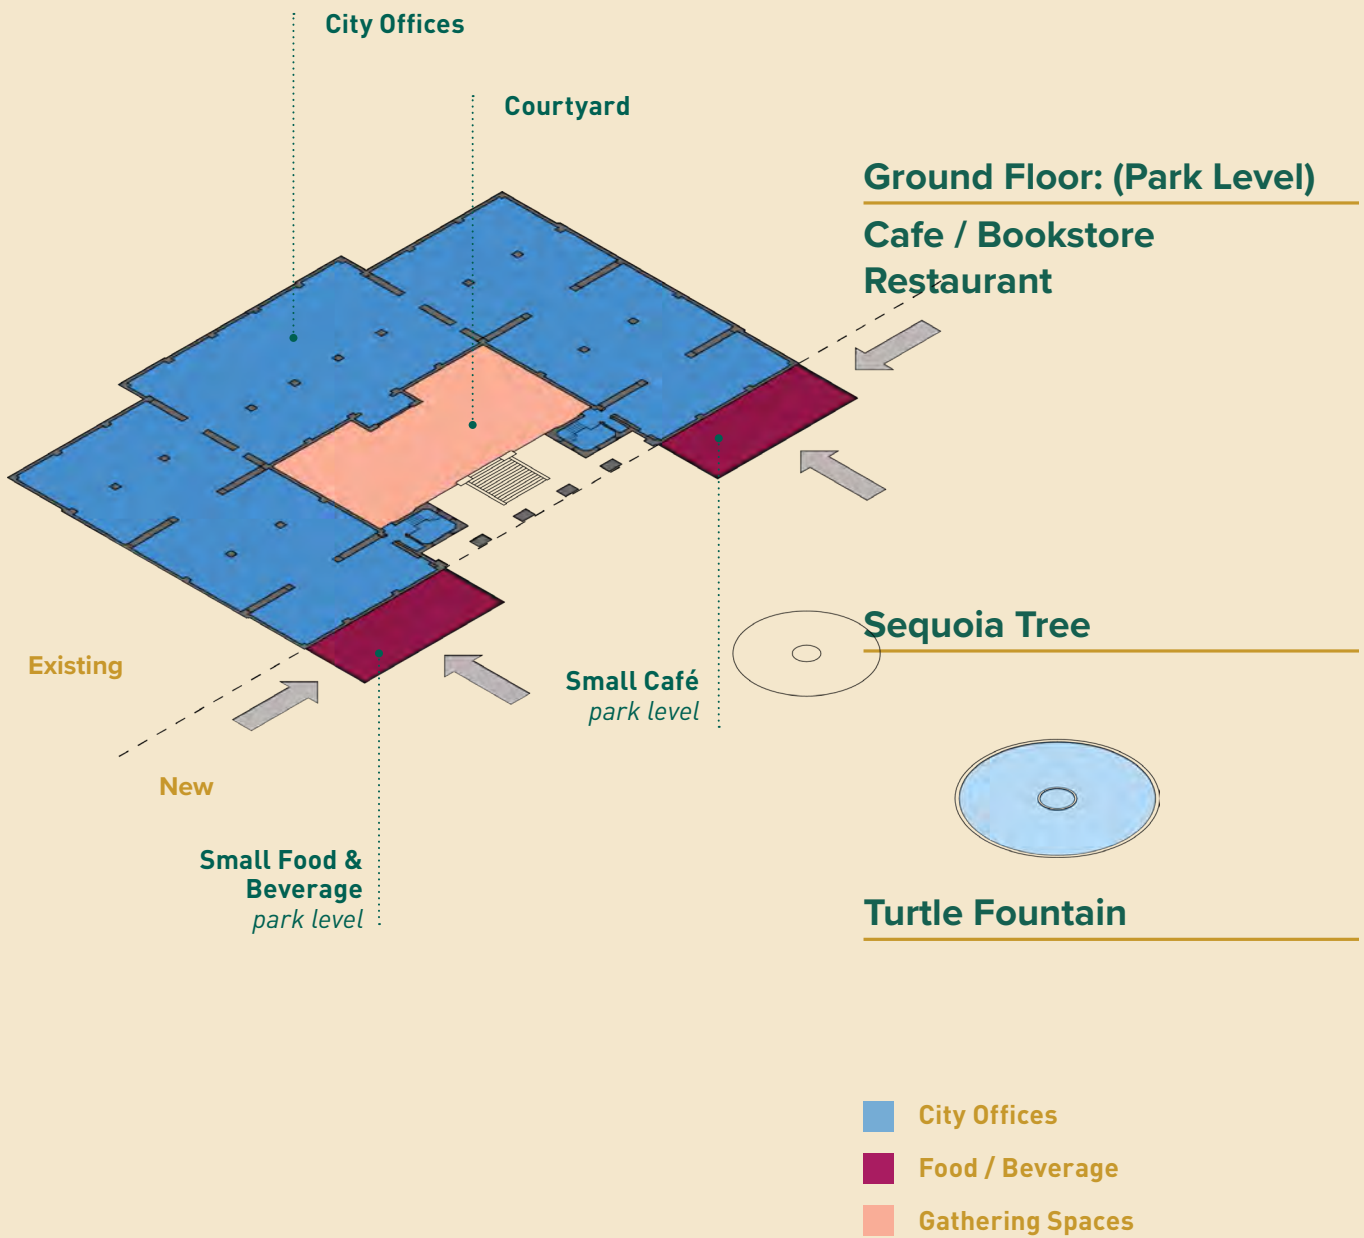 City Offices
Courtyard
Ground Floor: (Park Level)
Cafe / Bookstore
Restaurant
Sequoia Tree
Existing
Small Café
park level
New
Small Food &
Beverage
park level
Turtle Fountain
City Offices
Food / Beverage
Gathering Spaces